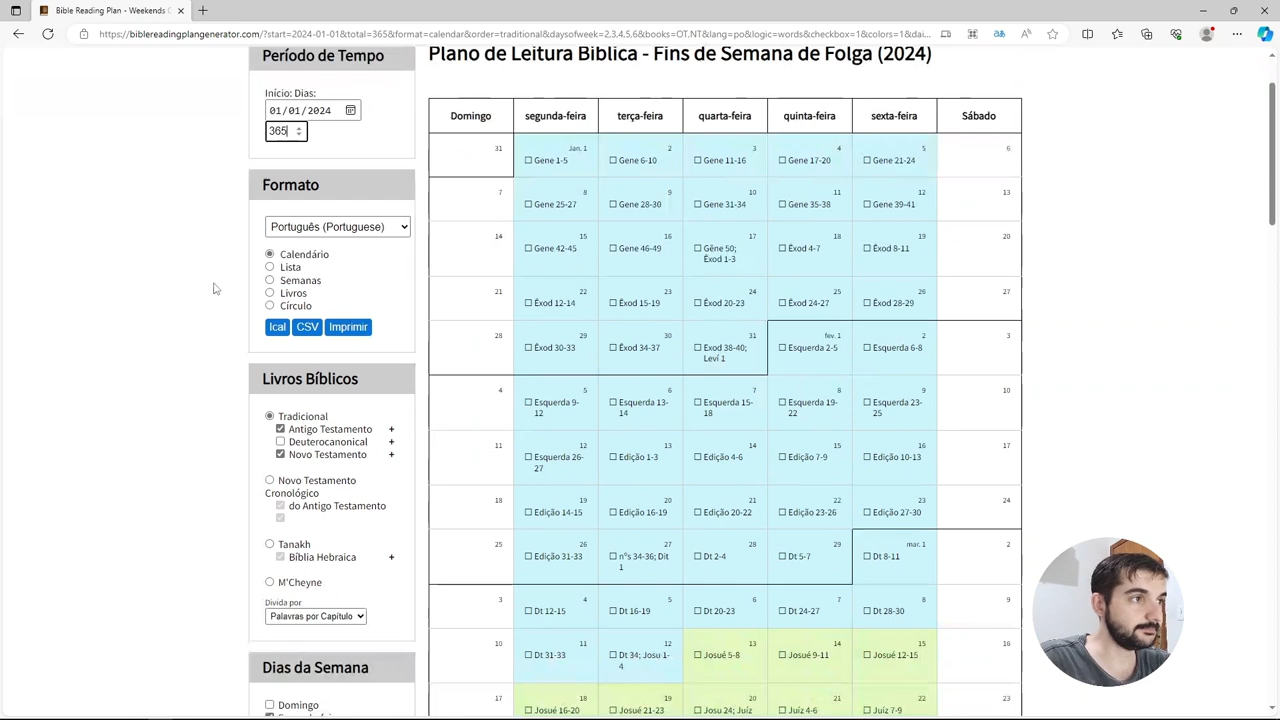 Bible Reading Plan - Weekends O
https://biblereadingplangenerator.com/?start=2024-01-01&total=365&format=calendar&order=traditional&daysofweek=2,3,4,5,6&books=OT,NT&lang=po&logic=words&checkbox=1&colors=1&dai...
Período de Tempo
Início: Dias:
01/01/2024
365
Formato
Português (Portuguese)
Calendário
Lista
Semanas
Livros
Círculo
Ical CSV Imprimir
Livros Bíblicos
Tradicional
Antigo Testamento +
Deuterocanonical +
Novo Testamento +
Novo Testamento
Cronológico
do Antigo Testamento
Tanakh
Bíblia Hebraica +
M'Cheyne
Divida por
Palavras por Capítulo
Dias da Semana
Domingo
Plano de Leitura Bíblica - Fins de Semana de Folga (2024)
Domingo segunda-feira terça-feira quarta-feira quinta-feira sexta-feira Sábado
31 Jan. 1 2 3 4 5 6
Gene 1-5 Gene 6-10 Gene 11-16 Gene 17-20 Gene 21-24
7 8 9 10 11 12 13
Gene 25-27 Gene 28-30 Gene 31-34 Gene 35-38 Gene 39-41
14 15 16 17 18 19 20
Gene 42-45 Gene 46-49 Gêne 50; Êxod 4-7 Êxod 8-11
Êxod 1-3
21 22 23 24 25 26 27
Êxod 12-14 Êxod 15-19 Êxod 20-23 Êxod 24-27 Êxod 28-29
28 29 30 31 fev. 1 2 3
Êxod 30-33 Êxod 34-37 Êxod 38-40; Esquerda 2-5 Esquerda 6-8
Leví 1
4 5 6 7 8 9 10
Esquerda 9- Esquerda 13- Esquerda 15- Esquerda 19- Esquerda 23-
12 14 18 22 25
11 12 13 14 15 16 17
Esquerda 26- Edição 1-3 Edição 4-6 Edição 7-9 Edição 10-13
27
18 19 20 21 22 23 24
Edição 14-15 Edição 16-19 Edição 20-22 Edição 23-26 Edição 27-30
25 26 27 28 29 mar. 1 2
Edição 31-33 nºs 34-36; Dit Dt 2-4 Dt 5-7 Dt 8-11
1
3 4 5 6 7 8 9
Dt 12-15 Dt 16-19 Dt 20-23 Dt 24-27 Dt 28-30
10 11 12 13 14 15 16
Dt 31-33 Dt 34; Josu 1- Josué 5-8 Josué 9-11 Josué 12-15
4
17 18 19 20 21 22 23
Josué 16-20 Josué 21-23 Josu 24; Juíz Juíz 4-6 Juíz 7-9